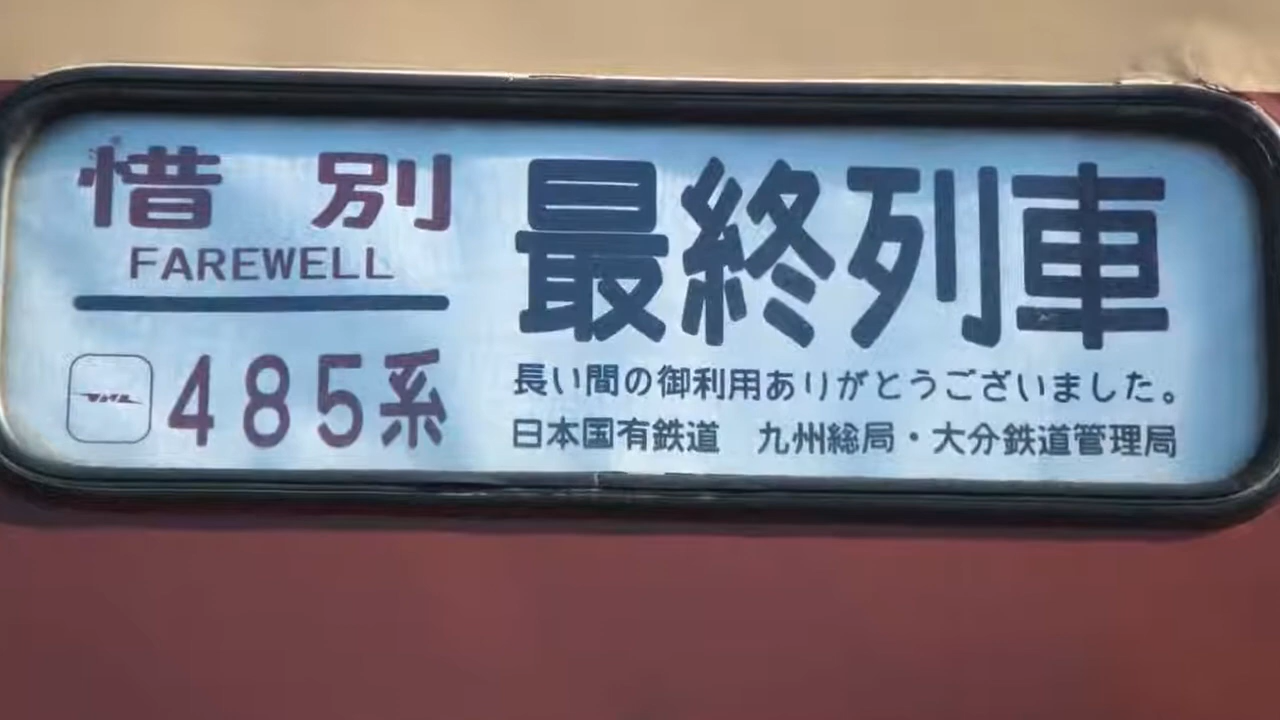 惜別
FAREWELL
485系
最終列車
長い間の御利用ありがとうございました。
日本国有鉄道 九州総局・大分鉄道管理局